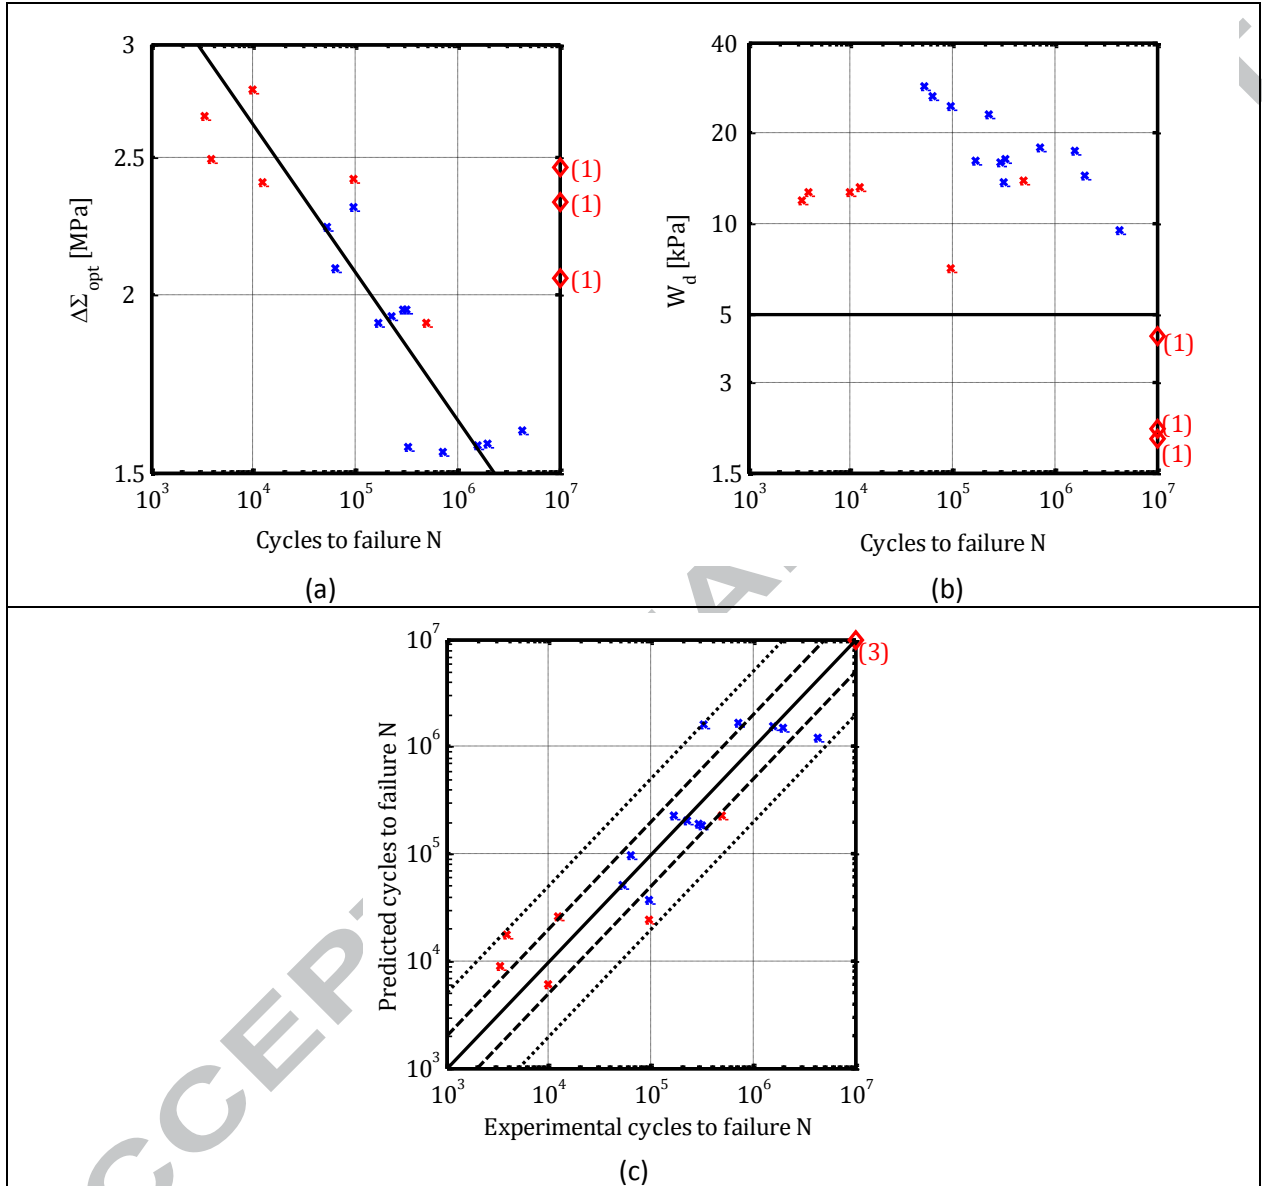 3
2.5
2
1.5
ΔΣopt [MPa]
(1)
(1)
(1)
10^3 10^4 10^5 10^6 10^7
Cycles to failure N
(a)
40
20
10
5
3
1.5
Wd [kPa]
(1)
(1)
(1)
10^3 10^4 10^5 10^6 10^7
Cycles to failure N
(b)
10^7
10^6
10^5
10^4
10^3
Predicted cycles to failure N
(3)
10^3 10^4 10^5 10^6 10^7
Experimental cycles to failure N
(c)
CCEP